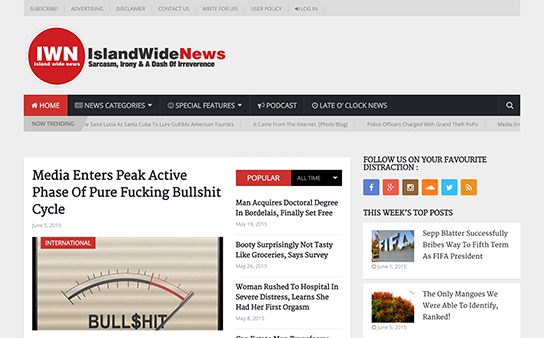 SUBSCRIBE! ADVERTISING DISCLAIMER CONTACT US WRITE FOR US! USER POLICY LOG IN
IWN
island wide news
IslandWideNews
Sarcasm, Irony & A Dash Of Irreverence
HOME NEWS CATEGORIES SPECIAL FEATURES PODCAST LATE O' CLOCK NEWS
NOW TRENDING e Saint Lucia As Santa Cuba To Lure Gullible American Tourists It Came From The Internet. [Photo Blog] Police Officers Charged With Grand Theft PoPo Media En
Media Enters Peak Active
Phase Of Pure Fucking Bullshit
Cycle
June 5, 2015
INTERNATIONAL
BULL$HIT
POPULAR ALL TIME
Man Acquires Doctoral Degree
In Bordelais, Finally Set Free
May 19, 2015
Booty Surprisingly Not Tasty
Like Groceries, Says Survey
May 26, 2015
Woman Rushed To Hospital In
Severe Distress, Learns She
Had Her First Orgasm
May 8, 2015
FOLLOW US ON YOUR FAVOURITE
DISTRACTION :
THIS WEEK'S TOP POSTS
FIFA
Sepp Blatter Successfully
Bribes Way To Fifth Term
As FIFA President
June 1, 2015
The Only Mangoes We
Were Able To Identify,
Ranked!
June 5, 2015